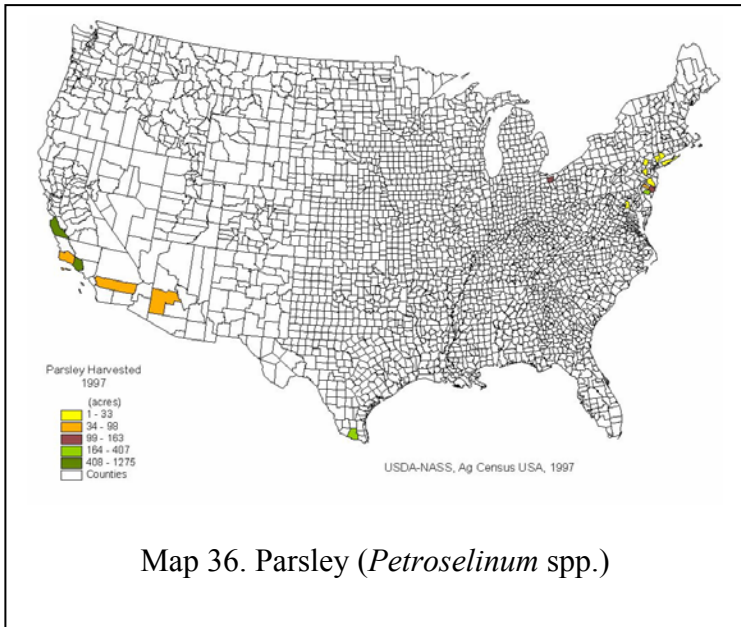 Parsley Harvested
1997
(acres)
1 - 33
34 - 98
99 - 163
164 - 407
408 - 1275
Counties
USDA-NASS, Ag Census USA, 1997
Map 36. Parsley (Petroselinum spp.)